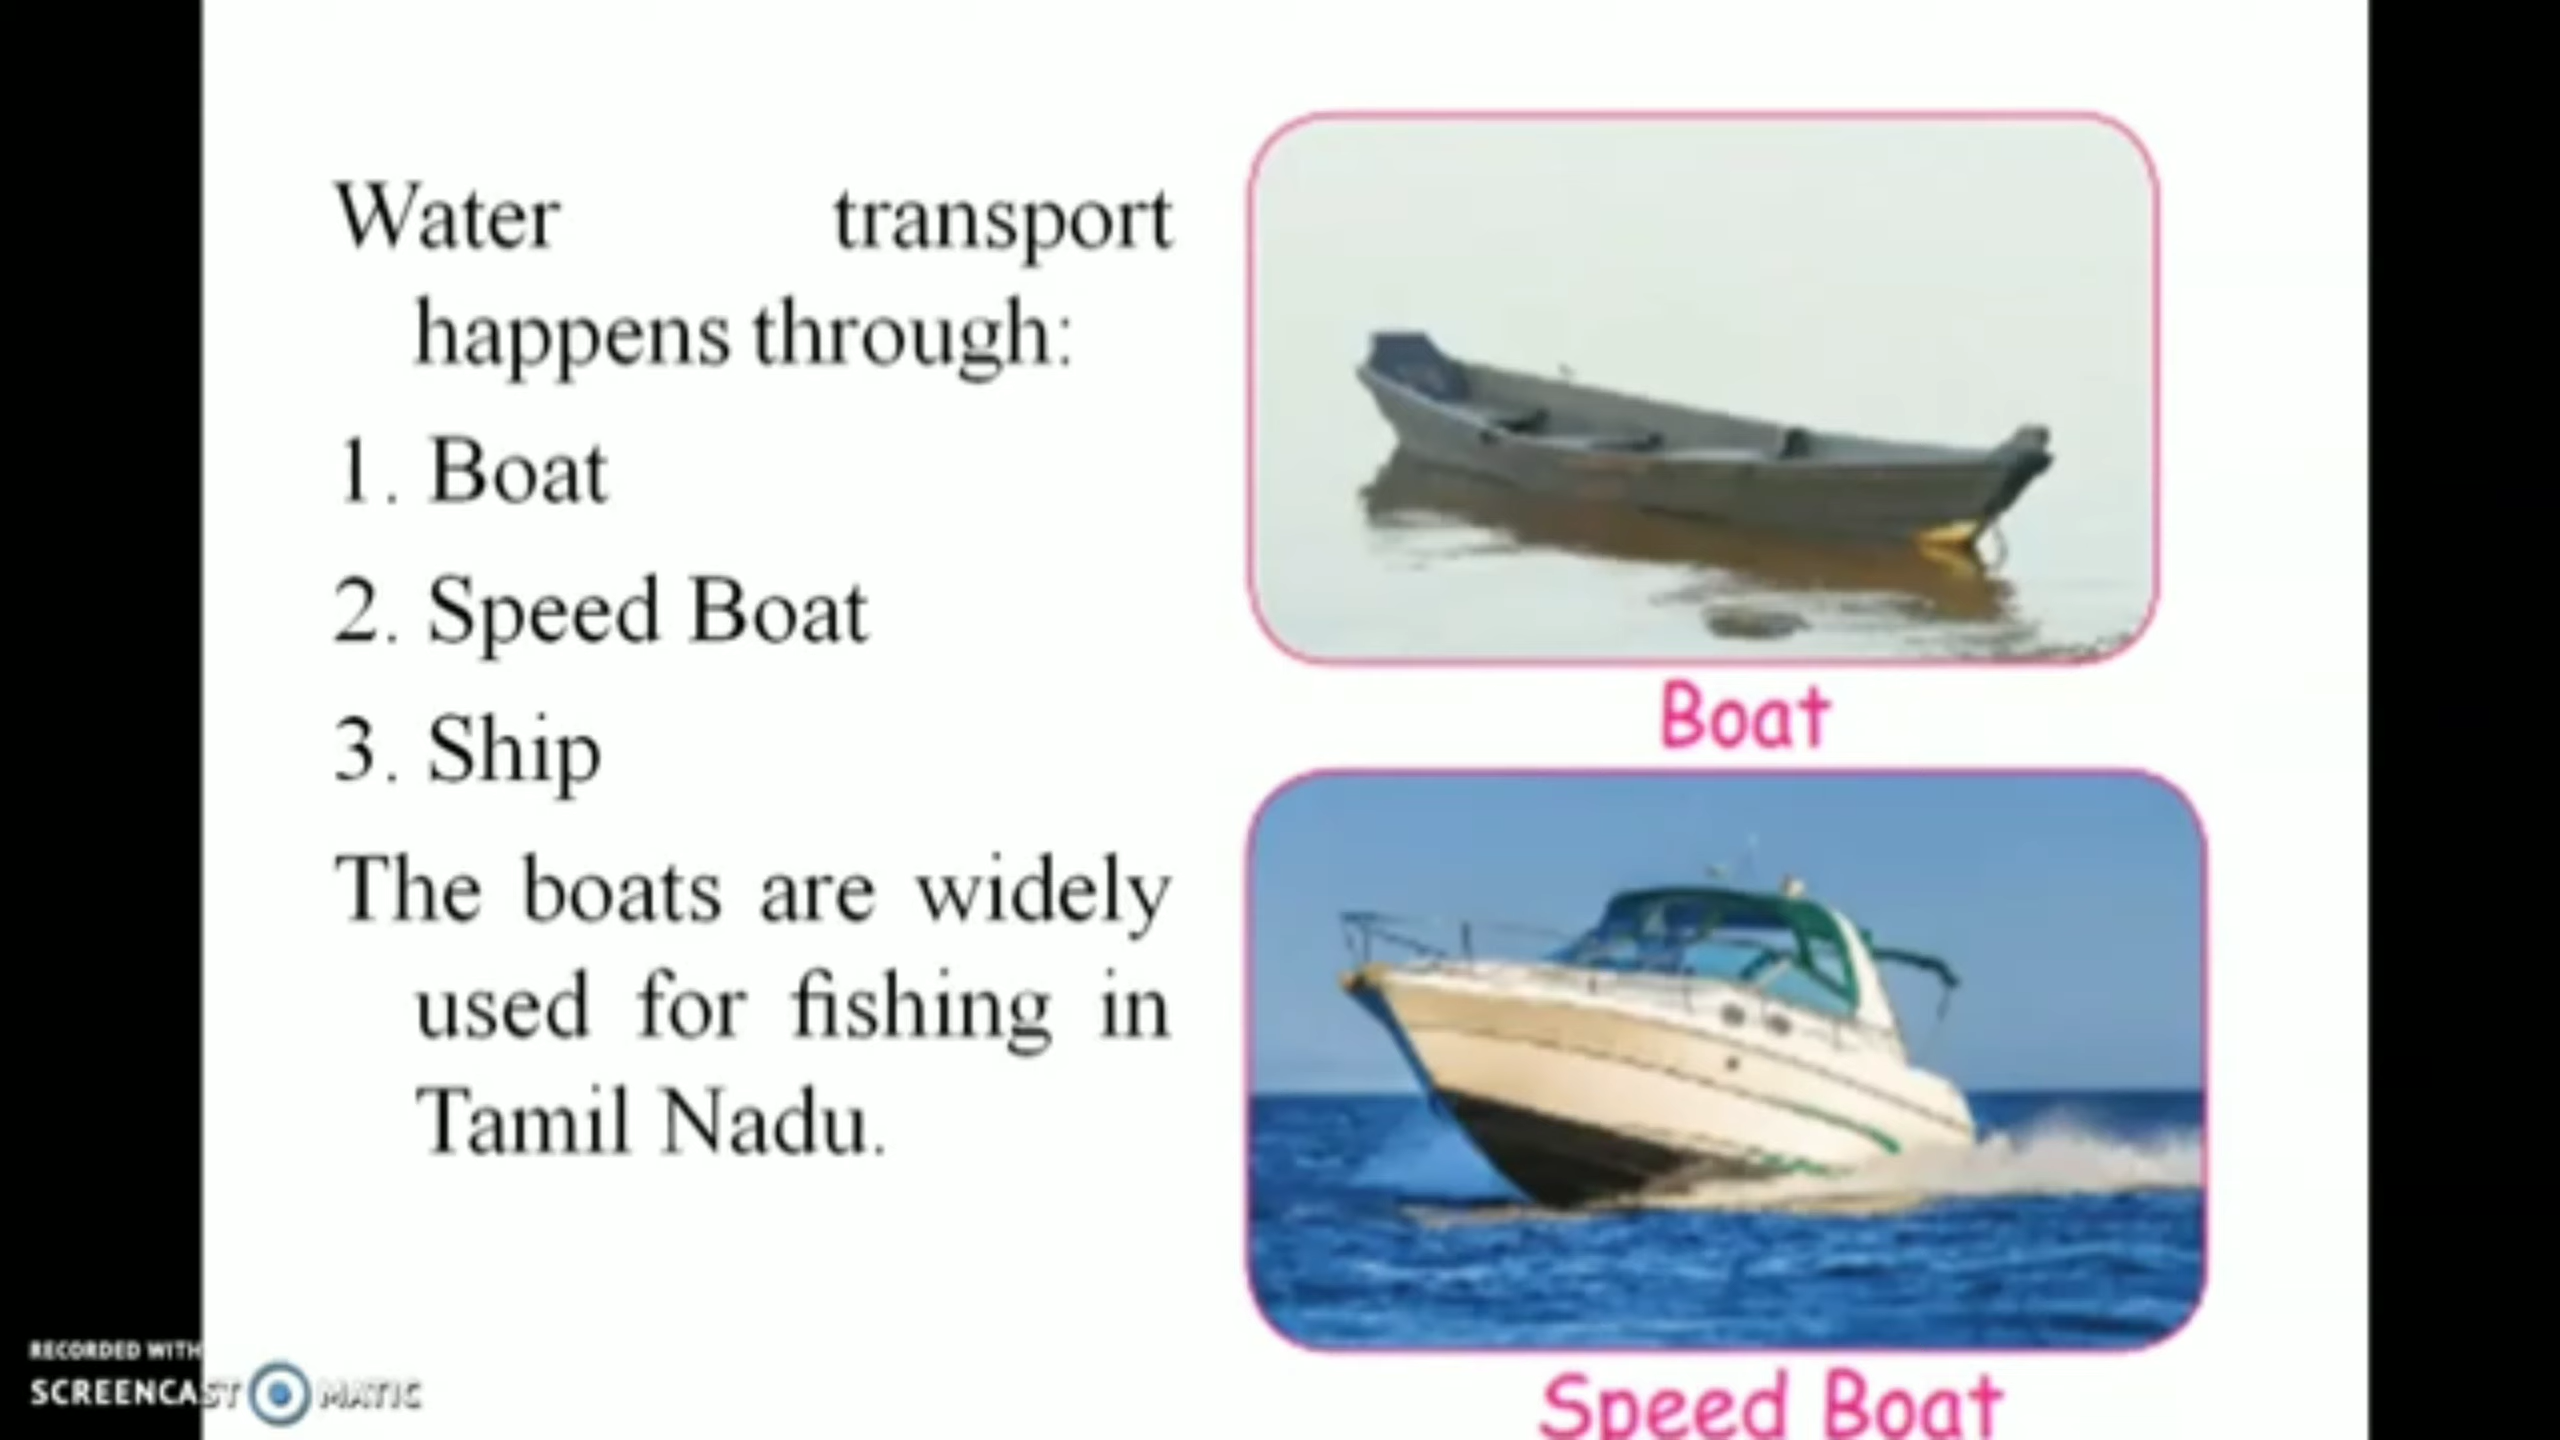 Water transport
happens through:
1. Boat
2. Speed Boat
3. Ship
The boats are widely
used for fishing in
Tamil Nadu.
Boat
Speed Boat
RECORDED WITH
SCREENCAST MATIC